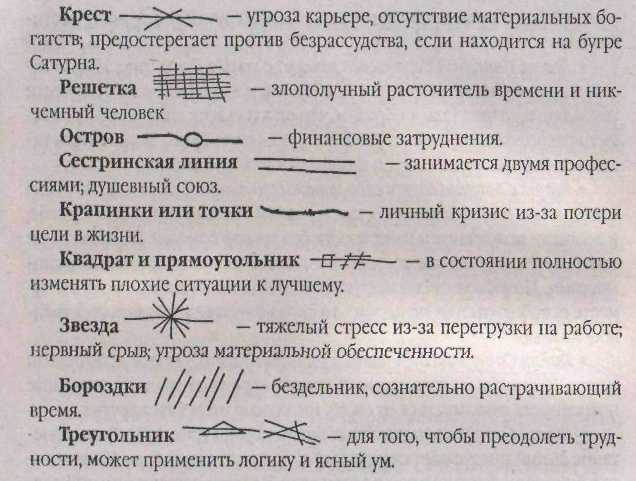 Крест — угроза карьере, отсутствие материальных бо-
гатств; предостерегает против безрассудства, если находится на бугре
Сатурна.
Решетка — злополучный расточитель времени и ник-
чемный человек
Остров — финансовые затруднения.
Сестринская линия — занимается двумя профес-
сиями; душевный союз.
Крапинки или точки — личный кризис из-за потери
цели в жизни.
Квадрат и прямоугольник — в состоянии полностью
изменять плохие ситуации к лучшему.
Звезда — тяжелый стресс из-за перегрузки на работе;
нервный срыв; угроза материальной обеспеченности.
Бороздки — бездельник, сознательно растрачивающий
время.
Треугольник — для того, чтобы преодолеть труд-
ности, может применить логику и ясный ум.